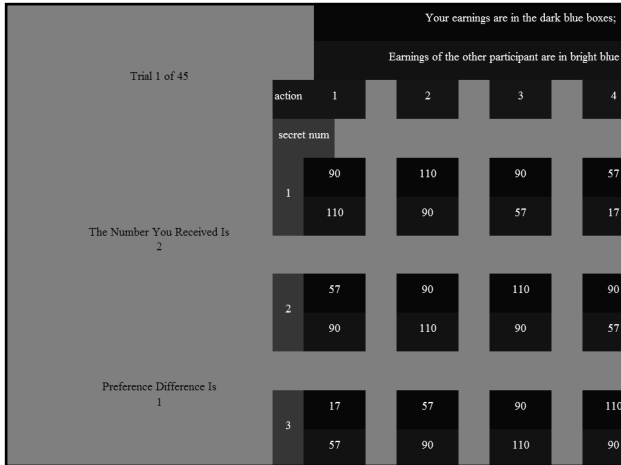 Your earnings are in the dark blue boxes;
Earnings of the other participant are in bright blue
Trial 1 of 45
action 1 2 3 4
secret num
1
90 110 90 57
110 90 57 17
The Number You Received Is
2
2
57 90 110 90
90 110 90 57
Preference Difference Is
1
3
17 57 90 110
57 90 110 90